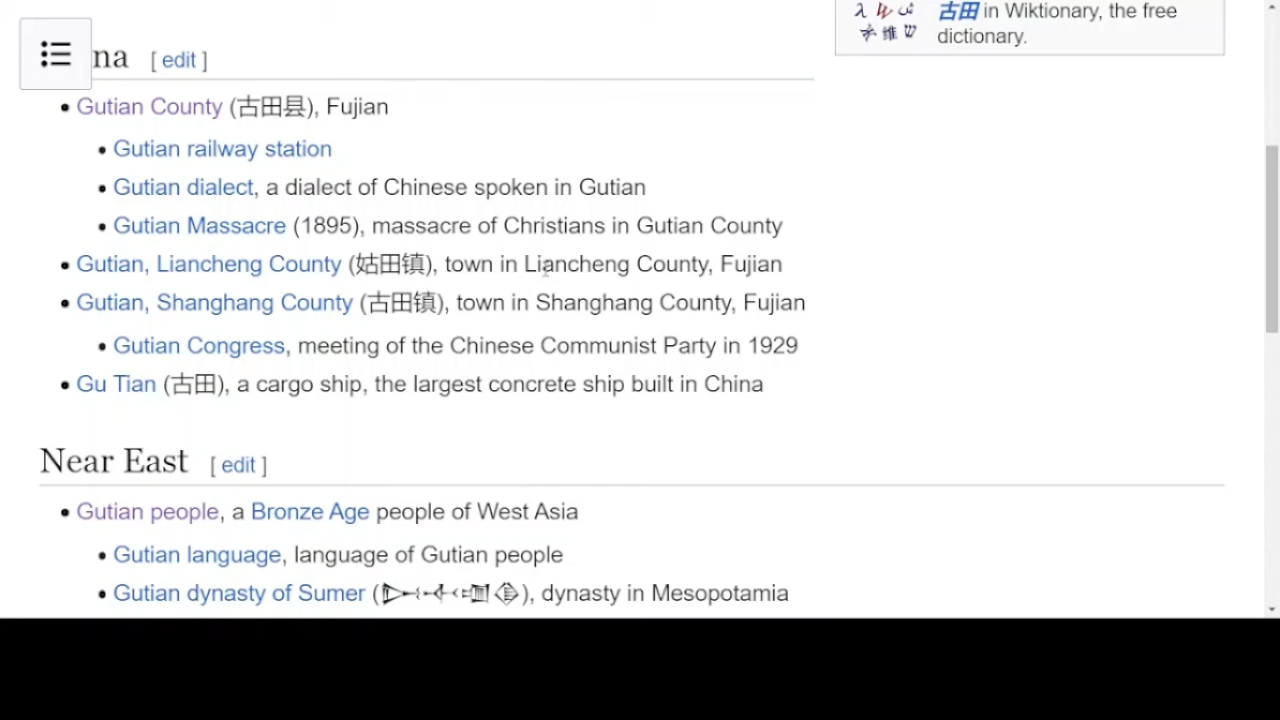 古田 in Wiktionary, the free
dictionary.
na [ edit ]
Gutian County (古田县), Fujian
Gutian railway station
Gutian dialect, a dialect of Chinese spoken in Gutian
Gutian Massacre (1895), massacre of Christians in Gutian County
Gutian, Liancheng County (姑田镇), town in Liancheng County, Fujian
Gutian, Shanghang County (古田镇), town in Shanghang County, Fujian
Gutian Congress, meeting of the Chinese Communist Party in 1929
Gu Tian (古田), a cargo ship, the largest concrete ship built in China
Near East [ edit ]
Gutian people, a Bronze Age people of West Asia
Gutian language, language of Gutian people
Gutian dynasty of Sumer (), dynasty in Mesopotamia